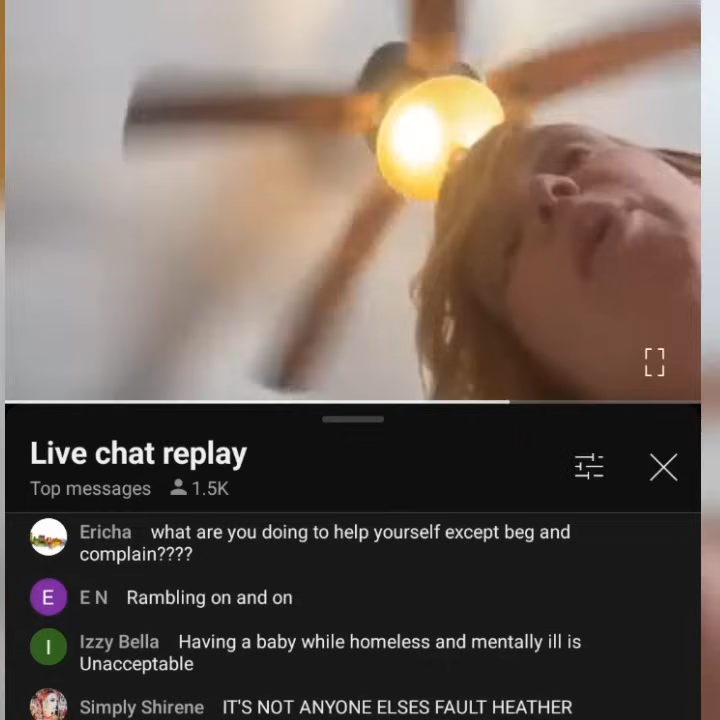 Live chat replay
Top messages 1.5K
Ericha what are you doing to help yourself except beg and
complain????
E E N Rambling on and on
I Izzy Bella Having a baby while homeless and mentally ill is
Unacceptable
Simply Shirene IT'S NOT ANYONE ELSES FAULT HEATHER